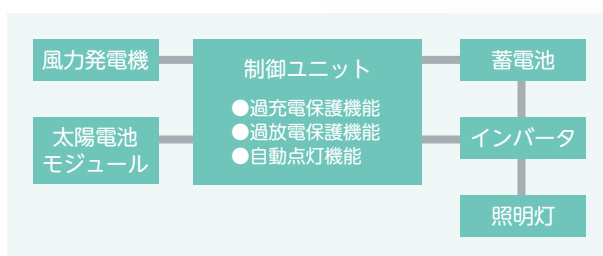 風力発電機
太陽電池
モジュール
制御ユニット
●過充電保護機能
●過放電保護機能
●自動点灯機能
蓄電池
インバータ
照明灯